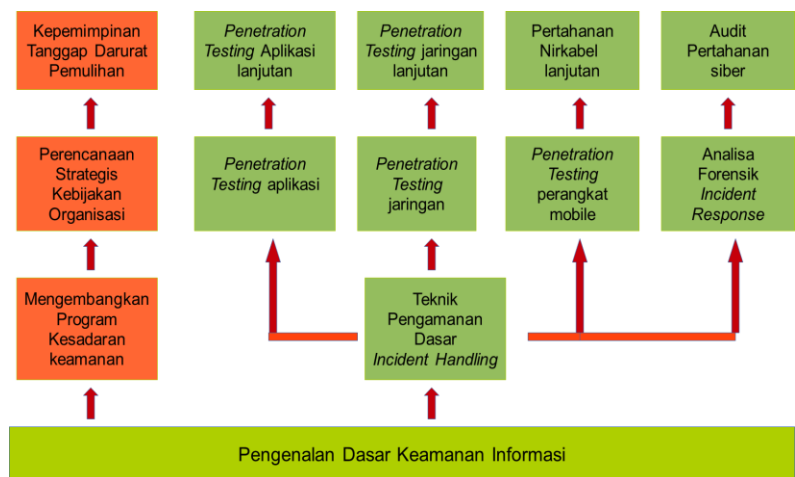 Kepemimpinan
Tanggap Darurat
Pemulihan
Penetration
Testing Aplikasi
lanjutan
Penetration
Testing jaringan
lanjutan
Pertahanan
Nirkabel
lanjutan
Audit
Pertahanan
siber
Perencanaan
Strategis
Kebijakan
Organisasi
Penetration
Testing aplikasi
Penetration
Testing
jaringan
Penetration
Testing
perangkat
mobile
Analisa
Forensik
Incident
Response
Mengembangkan
Program
Kesadaran
keamanan
Teknik
Pengamanan
Dasar
Incident Handling
Pengenalan Dasar Keamanan Informasi